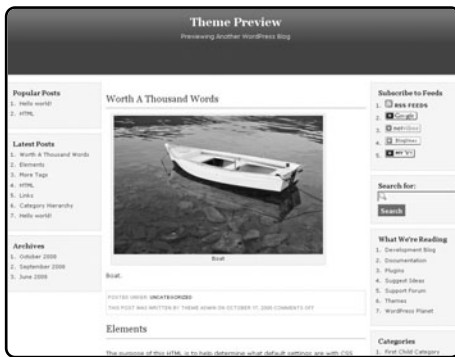 Theme Preview
Previewing Another WordPress Blog
Popular Posts
1. Hello world!
2. HTML
Latest Posts
1. Worth A Thousand Words
2. Elements
3. More Tags
4. HTML
5. Links
6. Category Hierarchy
7. Hello world!
Archives
1. October 2008
2. September 2008
3. June 2008
Worth A Thousand Words
Boat
Boat.
POSTED UNDER UNCATEGORIZED
THIS POST WAS WRITTEN BY THEME ADMIN ON OCTOBER 17, 2008 COMMENTS OFF
Elements
The purpose of this HTML is to help determine what default settings are with CSS
Subscribe to Feeds
1. RSS FEEDS
2. Google
3. netvibes
4. Bloglines
5. MY Y!
Search for:
Search
What We're Reading
1. Development Blog
2. Documentation
3. Plugins
4. Suggest Ideas
5. Support Forum
6. Themes
7. WordPress Planet
Categories
1. First Child Category